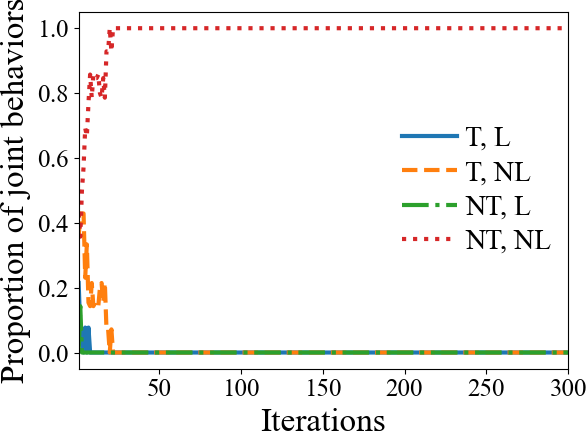 Proportion of joint behaviors
1.0
0.8
0.6
0.4
0.2
0.0
T, L
T, NL
NT, L
NT, NL
50 100 150 200 250 300
Iterations